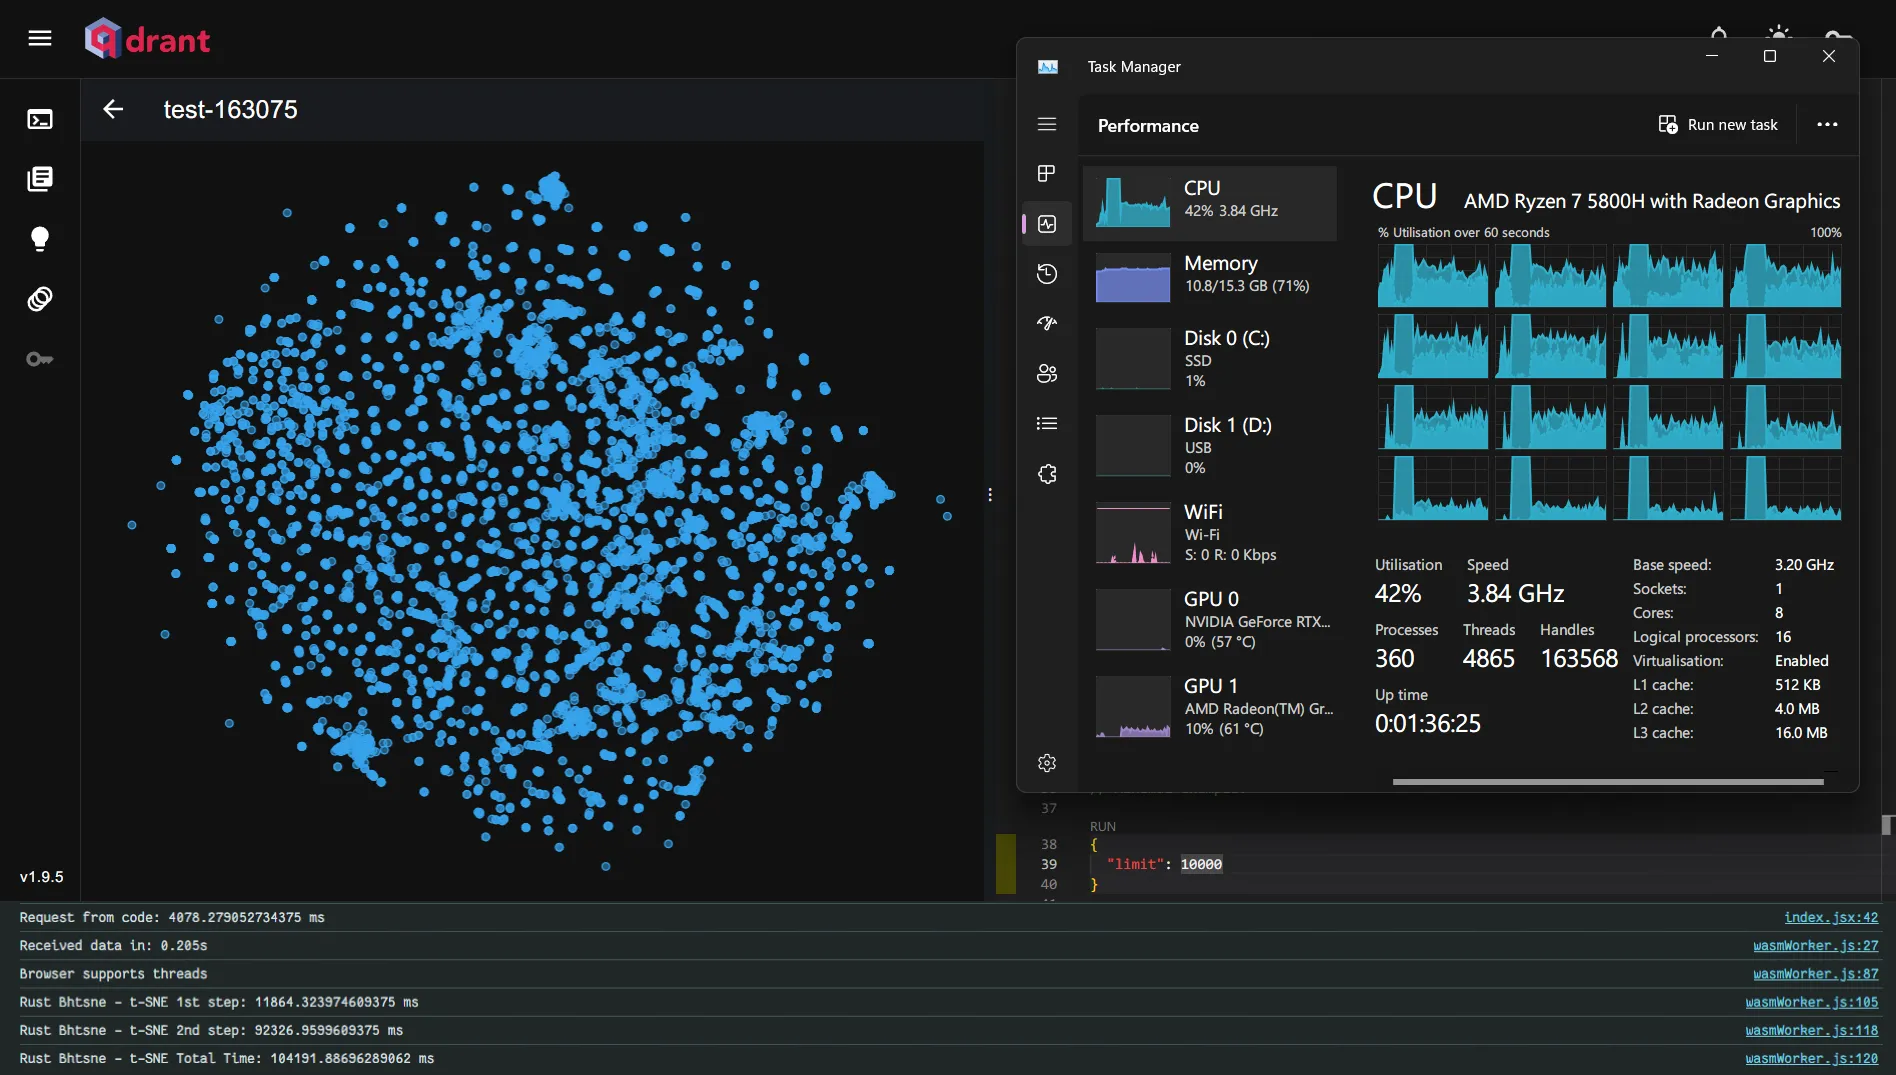 drant
test-163075
v1.9.5
Task Manager
Performance
Run new task
CPU
42% 3.84 GHz
Memory
10.8/15.3 GB (71%)
Disk 0 (C:)
SSD
1%
Disk 1 (D:)
USB
0%
WiFi
Wi-Fi
S: 0 R: 0 Kbps
GPU 0
NVIDIA GeForce RTX...
0% (57 °C)
GPU 1
AMD Radeon(TM) Gr...
10% (61 °C)
CPU AMD Ryzen 7 5800H with Radeon Graphics
% Utilisation over 60 seconds 100%
Utilisation Speed
42% 3.84 GHz
Processes Threads Handles
360 4865 163568
Up time
0:01:36:25
Base speed: 3.20 GHz
Sockets: 1
Cores: 8
Logical processors: 16
Virtualisation: Enabled
L1 cache: 512 KB
L2 cache: 4.0 MB
L3 cache: 16.0 MB
37
RUN
38 {
39 "limit": 10000
40 }
Request from code: 4078.279052734375 ms index.jsx:42
Received data in: 0.205s wasmWorker.js:27
Browser supports threads wasmWorker.js:87
Rust Bhtsne - t-SNE 1st step: 11864.323974609375 ms wasmWorker.js:105
Rust Bhtsne - t-SNE 2nd step: 92326.9599609375 ms wasmWorker.js:118
Rust Bhtsne - t-SNE Total Time: 104191.88696289062 ms wasmWorker.js:120